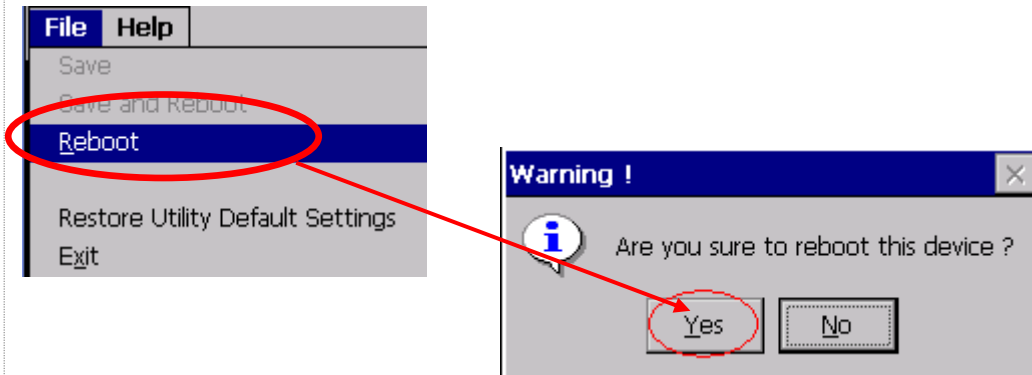 File Help
Save
Save and Reboot
Reboot
Restore Utility Default Settings
Exit
Warning !
Are you sure to reboot this device ?
Yes No